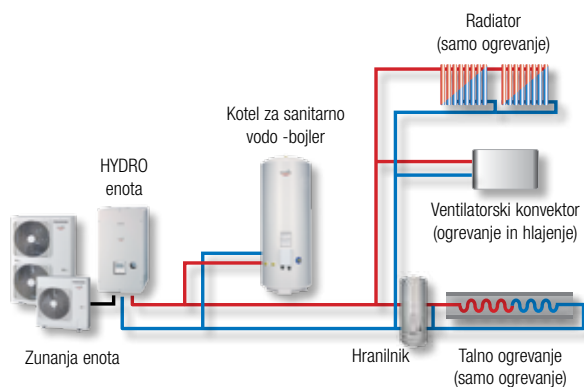 Radiator
(samo ogrevanje)
Kotel za sanitarno
vodo -bojler
HYDRO
enota
Ventilatorski konvektor
(ogrevanje in hlajenje)
Zunanja enota
Hranilnik
Talno ogrevanje
(samo ogrevanje)